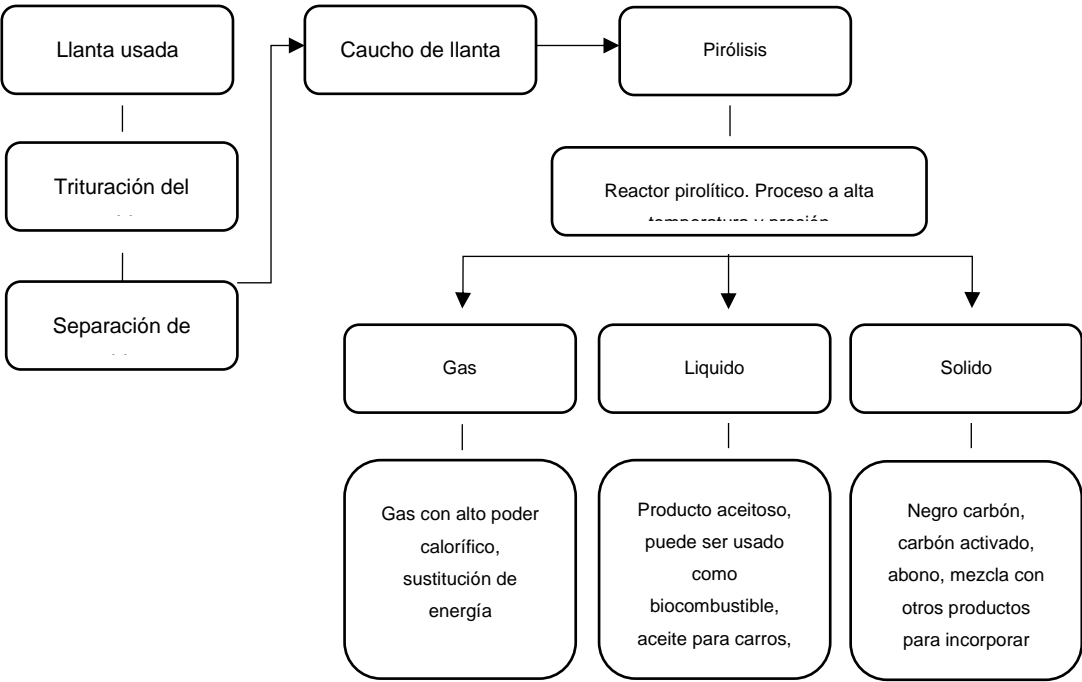 Llanta usada
Caucho de llanta
Pirólisis
Trituración del
Reactor pirolítico. Proceso a alta
temperatura y presión
Separación de
Gas
Liquido
Solido
Gas con alto poder
calorífico,
sustitución de
energía
Producto aceitoso,
puede ser usado
como
biocombustible,
aceite para carros,
Negro carbón,
carbón activado,
abono, mezcla con
otros productos
para incorporar